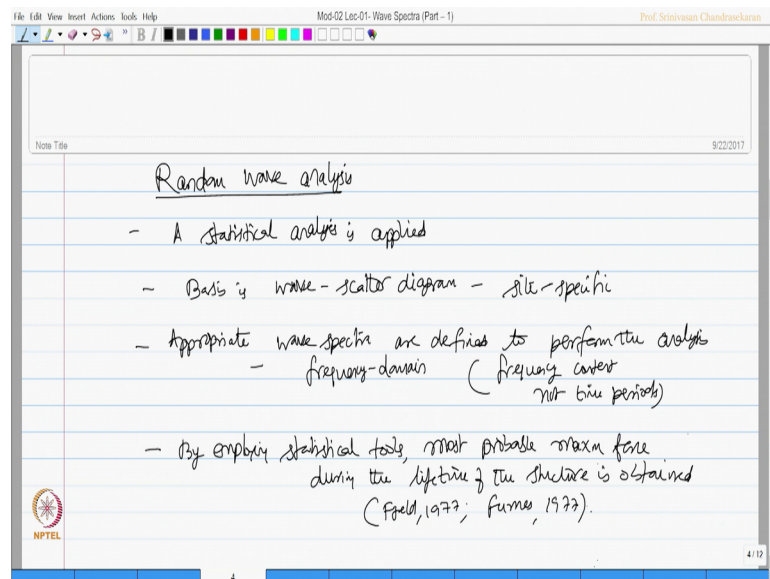 File Edit View Insert Actions Tools Help
Mod-02 Lec-01- Wave Spectra (Part – 1)
Prof. Srinivasan Chandrasekaran
B I
Note Title
9/22/2017
Random wave analysis
- A statistical analysis is applied
- Basis is wave-scatter diagram - site-specific
- Appropriate wave spectra are defined to perform the analysis
- frequency-domain ( frequency content
not time periods)
- By employing statistical tools, most probable maxm force
during the lifetime of the structure is obtained
(Fjeld, 1977; Furnes, 1977).
NPTEL
4 / 12
4